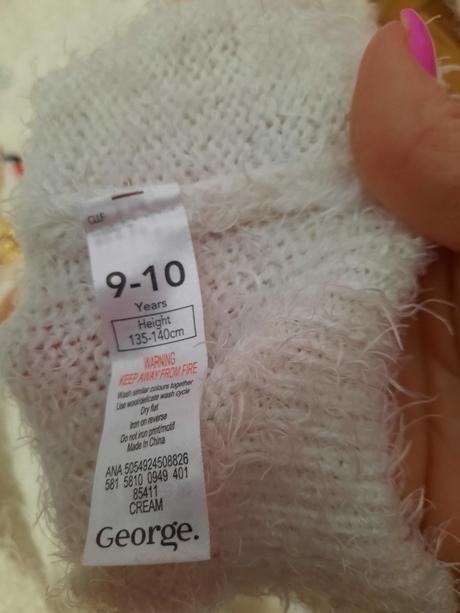 CLLF
9-10
Years
Height
135-140cm
WARNING
KEEP AWAY FROM FIRE
Wash similar colours together
Use wool/delicate wash cycle
Dry flat
Iron on reverse
Do not iron print/motif
Made In China
ANA 5054924508826
581 5810 0949 401
85411
CREAM
George.